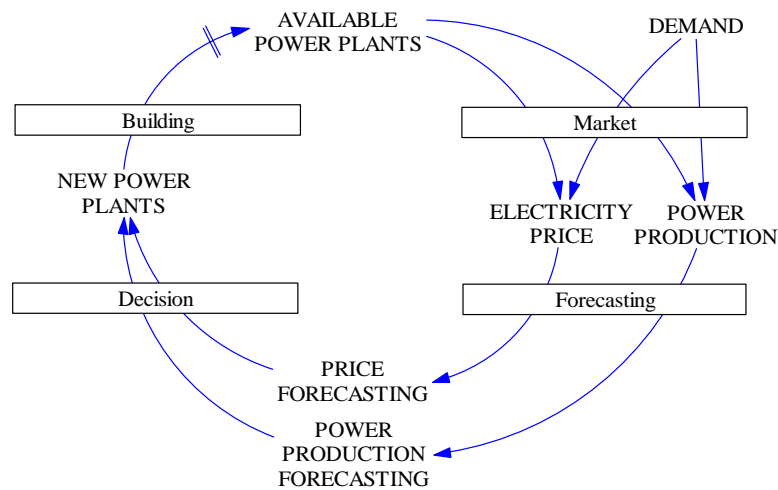 AVAILABLE
POWER PLANTS
DEMAND
Building
Market
NEW POWER
PLANTS
ELECTRICITY
PRICE
POWER
PRODUCTION
Decision
Forecasting
PRICE
FORECASTING
POWER
PRODUCTION
FORECASTING